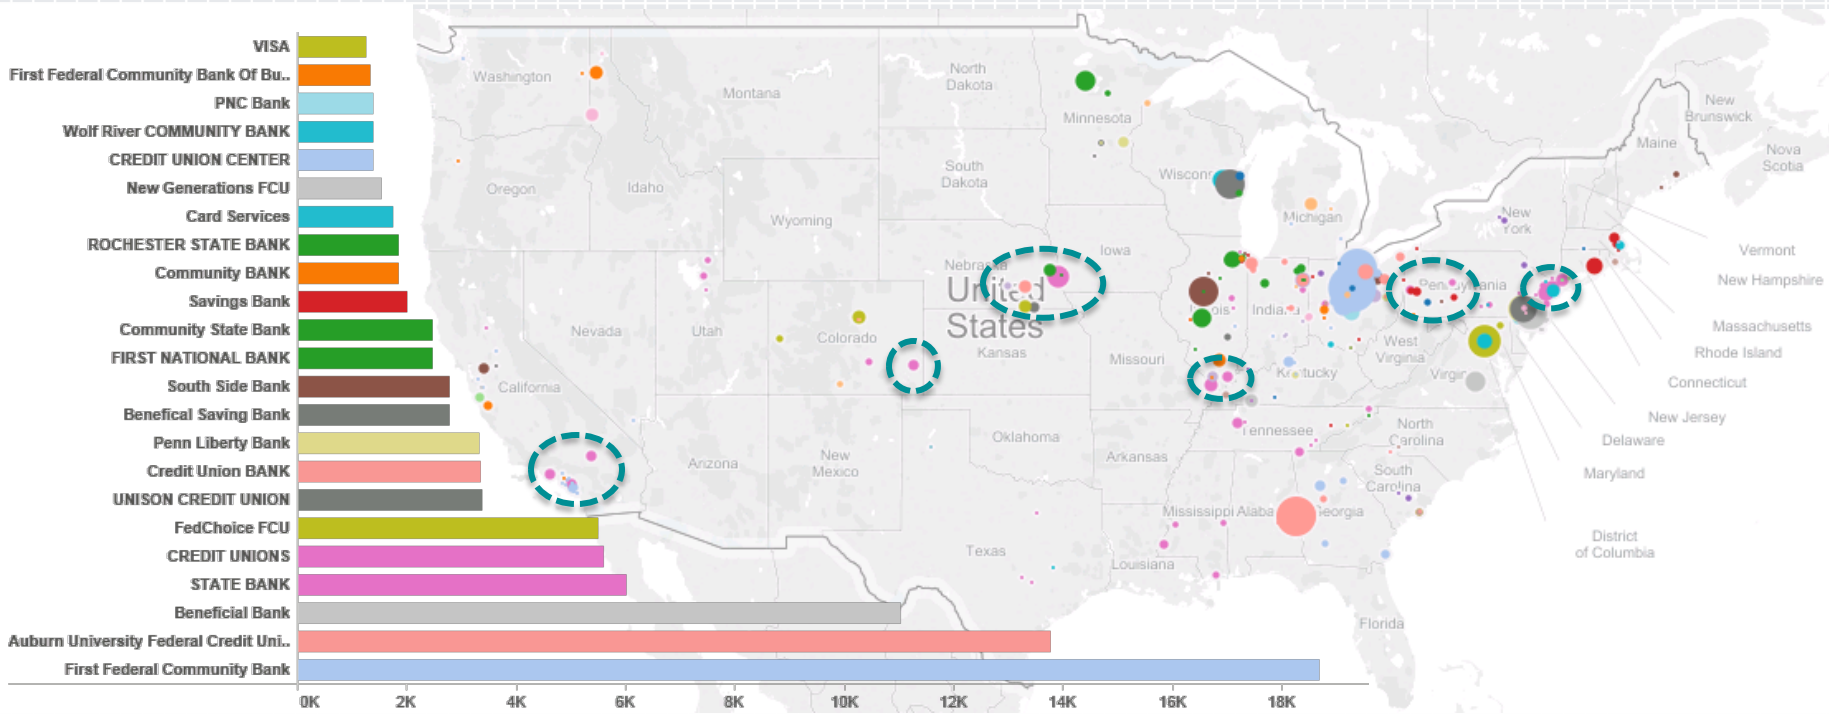 VISA
First Federal Community Bank Of Bu..
PNC Bank
Wolf River COMMUNITY BANK
CREDIT UNION CENTER
New Generations FCU
Card Services
ROCHESTER STATE BANK
Community BANK
Savings Bank
Community State Bank
FIRST NATIONAL BANK
South Side Bank
Benefical Saving Bank
Penn Liberty Bank
Credit Union BANK
UNISON CREDIT UNION
FedChoice FCU
CREDIT UNIONS
STATE BANK
Beneficial Bank
Auburn University Federal Credit Uni..
First Federal Community Bank
0K 2K 4K 6K 8K 10K 12K 14K 16K 18K
Washington
Montana
North
Dakota
Minnesota
Oregon
Idaho
Wyoming
South
Dakota
Wiscons
Michigan
New
York
Maine
New
Brunswick
Nova
Scotia
Nebraska
Iowa
United
States
Nevada
Utah
Colorado
Kansas
Missouri
Indiana
Pennsylvania
West
Virginia
Kentucky
California
Arizona
New
Mexico
Oklahoma
Arkansas
Tennessee
North
Carolina
South
Carolina
Mississippi
Alaba
Georgia
Texas
Louisiana
Florida
Vermont
New Hampshire
Massachusetts
Rhode Island
Connecticut
New Jersey
Delaware
Maryland
District
of Columbia